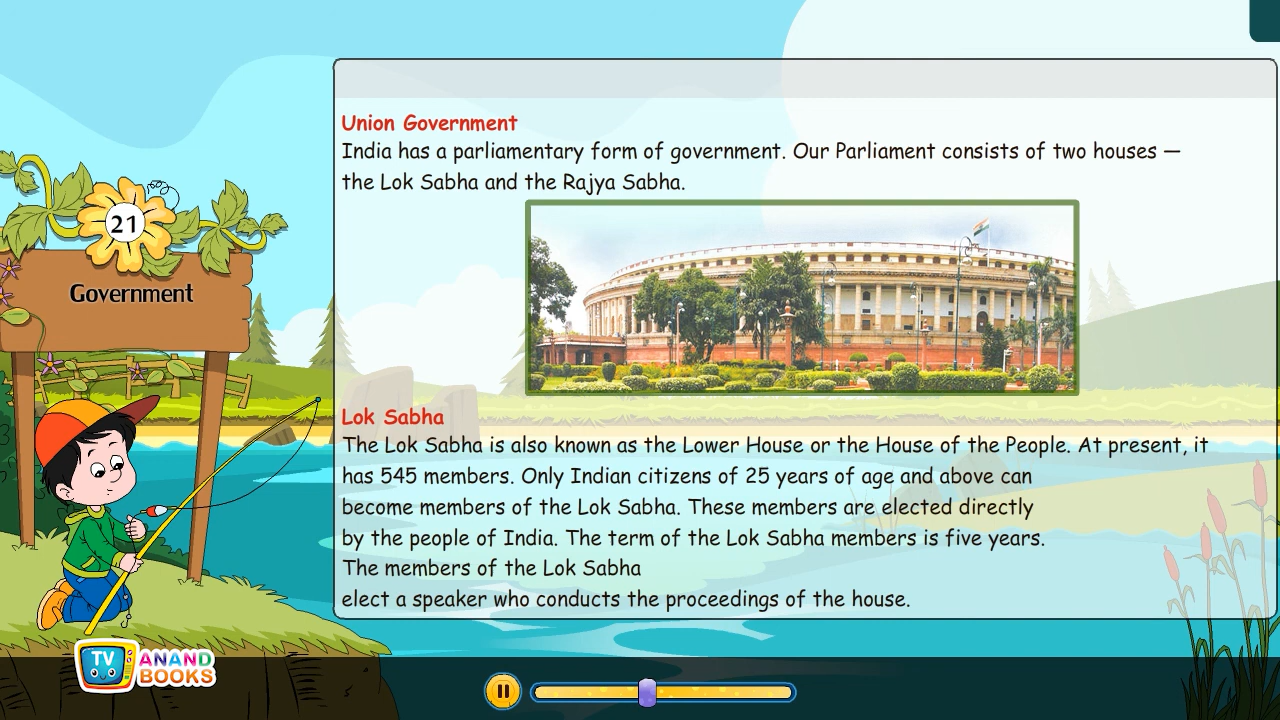 21
Government
Union Government
India has a parliamentary form of government. Our Parliament consists of two houses —
the Lok Sabha and the Rajya Sabha.
Lok Sabha
The Lok Sabha is also known as the Lower House or the House of the People. At present, it
has 545 members. Only Indian citizens of 25 years of age and above can
become members of the Lok Sabha. These members are elected directly
by the people of India. The term of the Lok Sabha members is five years.
The members of the Lok Sabha
elect a speaker who conducts the proceedings of the house.
TV
ANAND
BOOKS